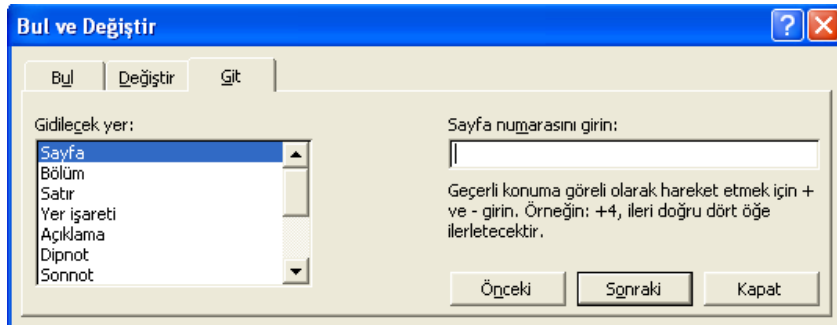 Bul ve Değiştir
Bul Değiştir Git
Gidilecek yer:
Sayfa
Bölüm
Satır
Yer işareti
Açıklama
Dipnot
Sonnot
Sayfa numarasını girin:
Geçerli konuma göreli olarak hareket etmek için +
ve - girin. Örneğin: +4, ileri doğru dört öğe
ilerletecektir.
Önceki Sonraki Kapat